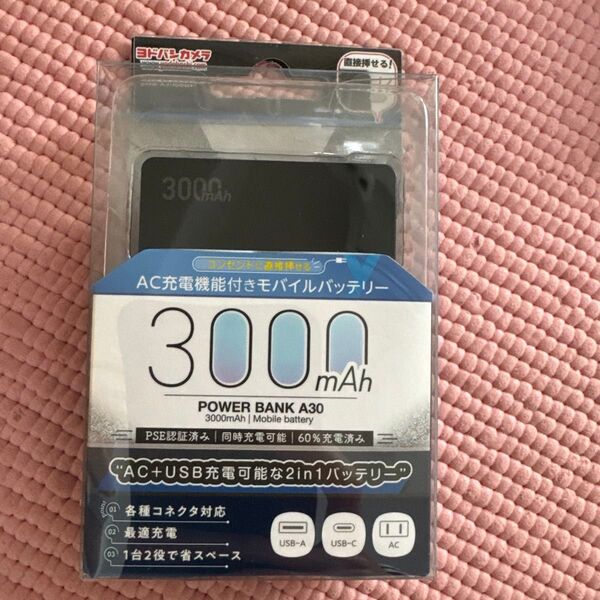 ヨドバシカメラ
直接挿せる!
3000mAh
コンセントに直接挿せる
AC充電機能付きモバイルバッテリー
3000mAh
POWER BANK A30
3000mAh | Mobile battery
PSE認証済み | 同時充電可能 | 60%充電済み
"AC+USB充電可能な2in1バッテリー"
01 各種コネクタ対応
02 最適充電
03 1台2役で省スペース
USB-A
USB-C
AC